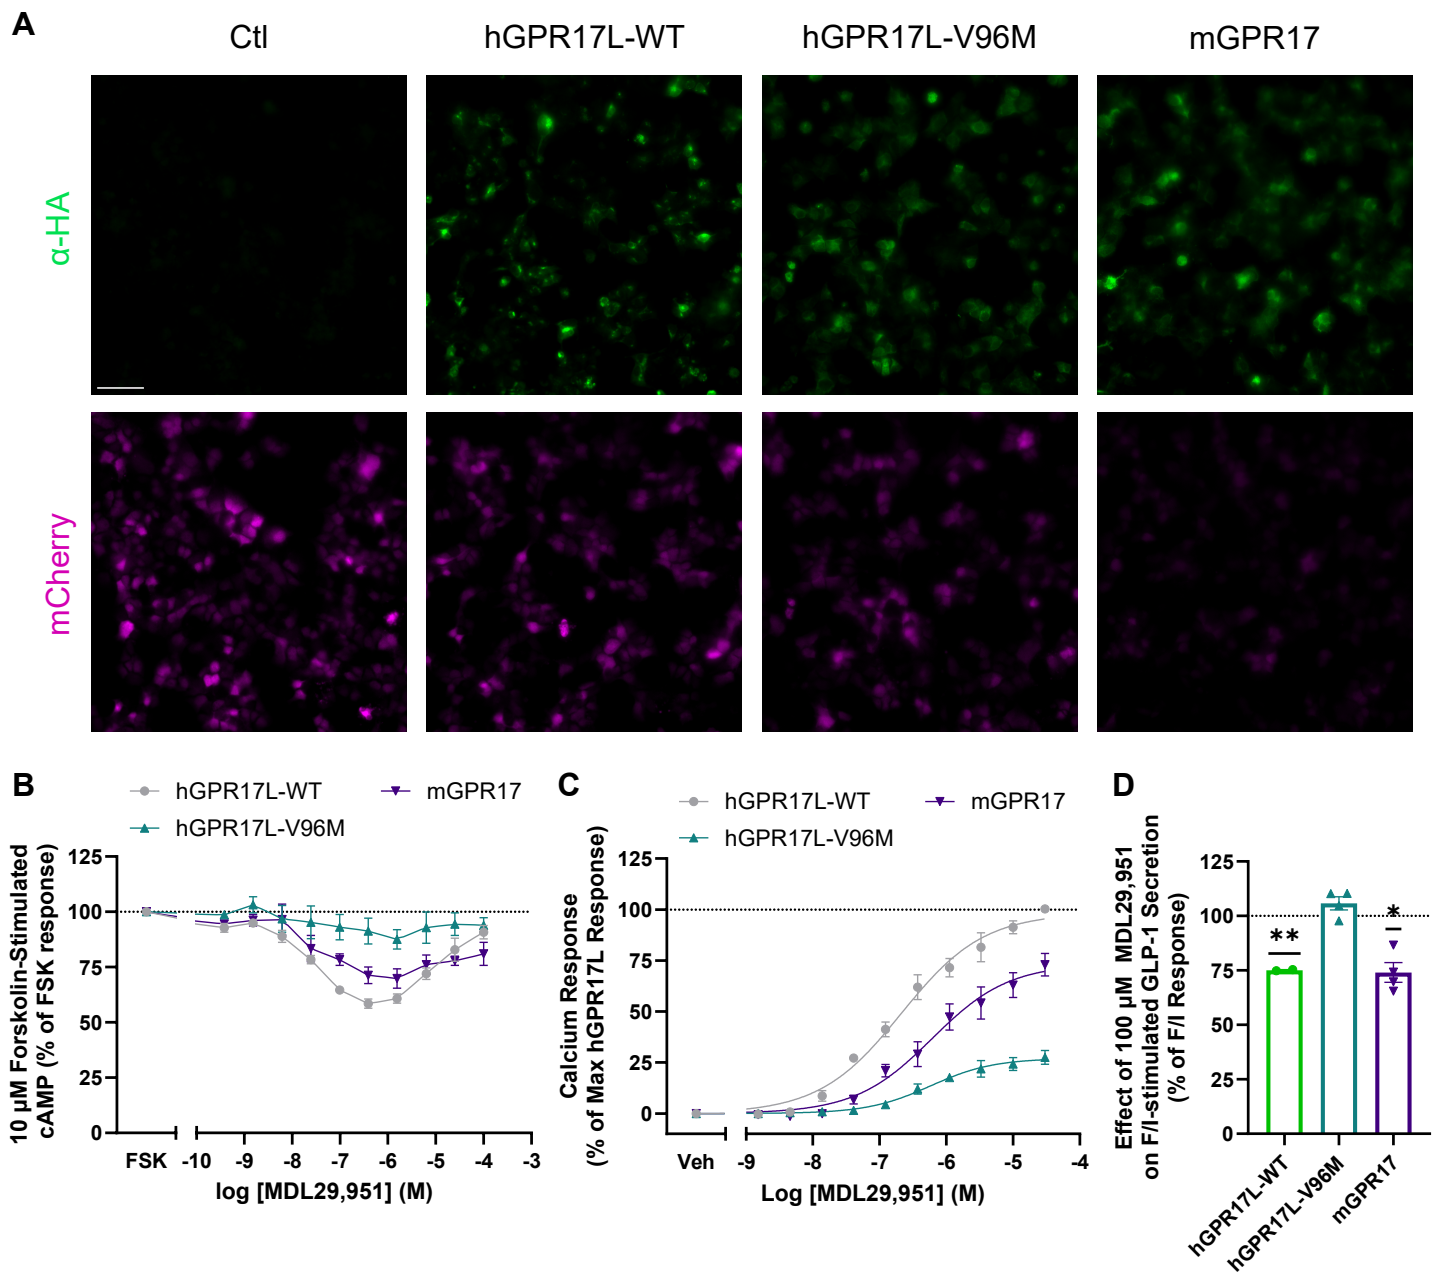 A
Ctl
hGPR17L-WT
hGPR17L-V96M
mGPR17
α-HA
mCherry
B
hGPR17L-WT
mGPR17
hGPR17L-V96M
10 µM Forskolin-Stimulated
cAMP (% of FSK response)
125
100
75
50
25
0
FSK
-10
-9
-8
-7
-6
-5
-4
-3
log [MDL29,951] (M)
C
hGPR17L-WT
mGPR17
hGPR17L-V96M
Calcium Response
(% of Max hGPR17L Response)
125
100
75
50
25
0
Veh
-9
-8
-7
-6
-5
-4
Log [MDL29,951] (M)
D
Effect of 100 µM MDL29,951
on F/I-stimulated GLP-1 Secretion
(% of F/I Response)
125
100
75
50
25
0
**
*
hGPR17L-WT
hGPR17L-V96M
mGPR17